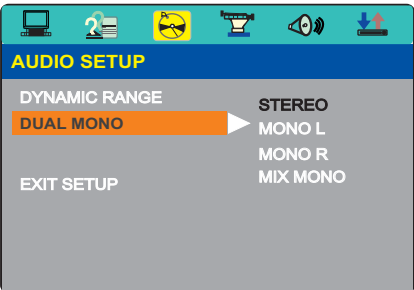 AUDIO SETUP
DYNAMIC RANGE
DUAL MONO
EXIT SETUP
STEREO
MONO L
MONO R
MIX MONO